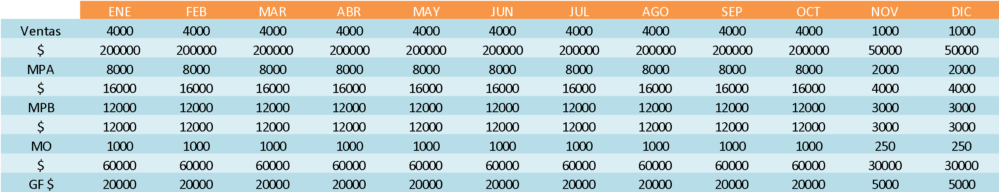 ENE FEB MAR ABR MAY JUN JUL AGO SEP OCT NOV DIC
Ventas 4000 4000 4000 4000 4000 4000 4000 4000 4000 4000 1000 1000
$ 200000 200000 200000 200000 200000 200000 200000 200000 200000 200000 50000 50000
MPA 8000 8000 8000 8000 8000 8000 8000 8000 8000 8000 2000 2000
$ 16000 16000 16000 16000 16000 16000 16000 16000 16000 16000 4000 4000
MPB 12000 12000 12000 12000 12000 12000 12000 12000 12000 12000 3000 3000
$ 12000 12000 12000 12000 12000 12000 12000 12000 12000 12000 3000 3000
MO 1000 1000 1000 1000 1000 1000 1000 1000 1000 1000 250 250
$ 60000 60000 60000 60000 60000 60000 60000 60000 60000 60000 30000 30000
GF $ 20000 20000 20000 20000 20000 20000 20000 20000 20000 20000 5000 5000